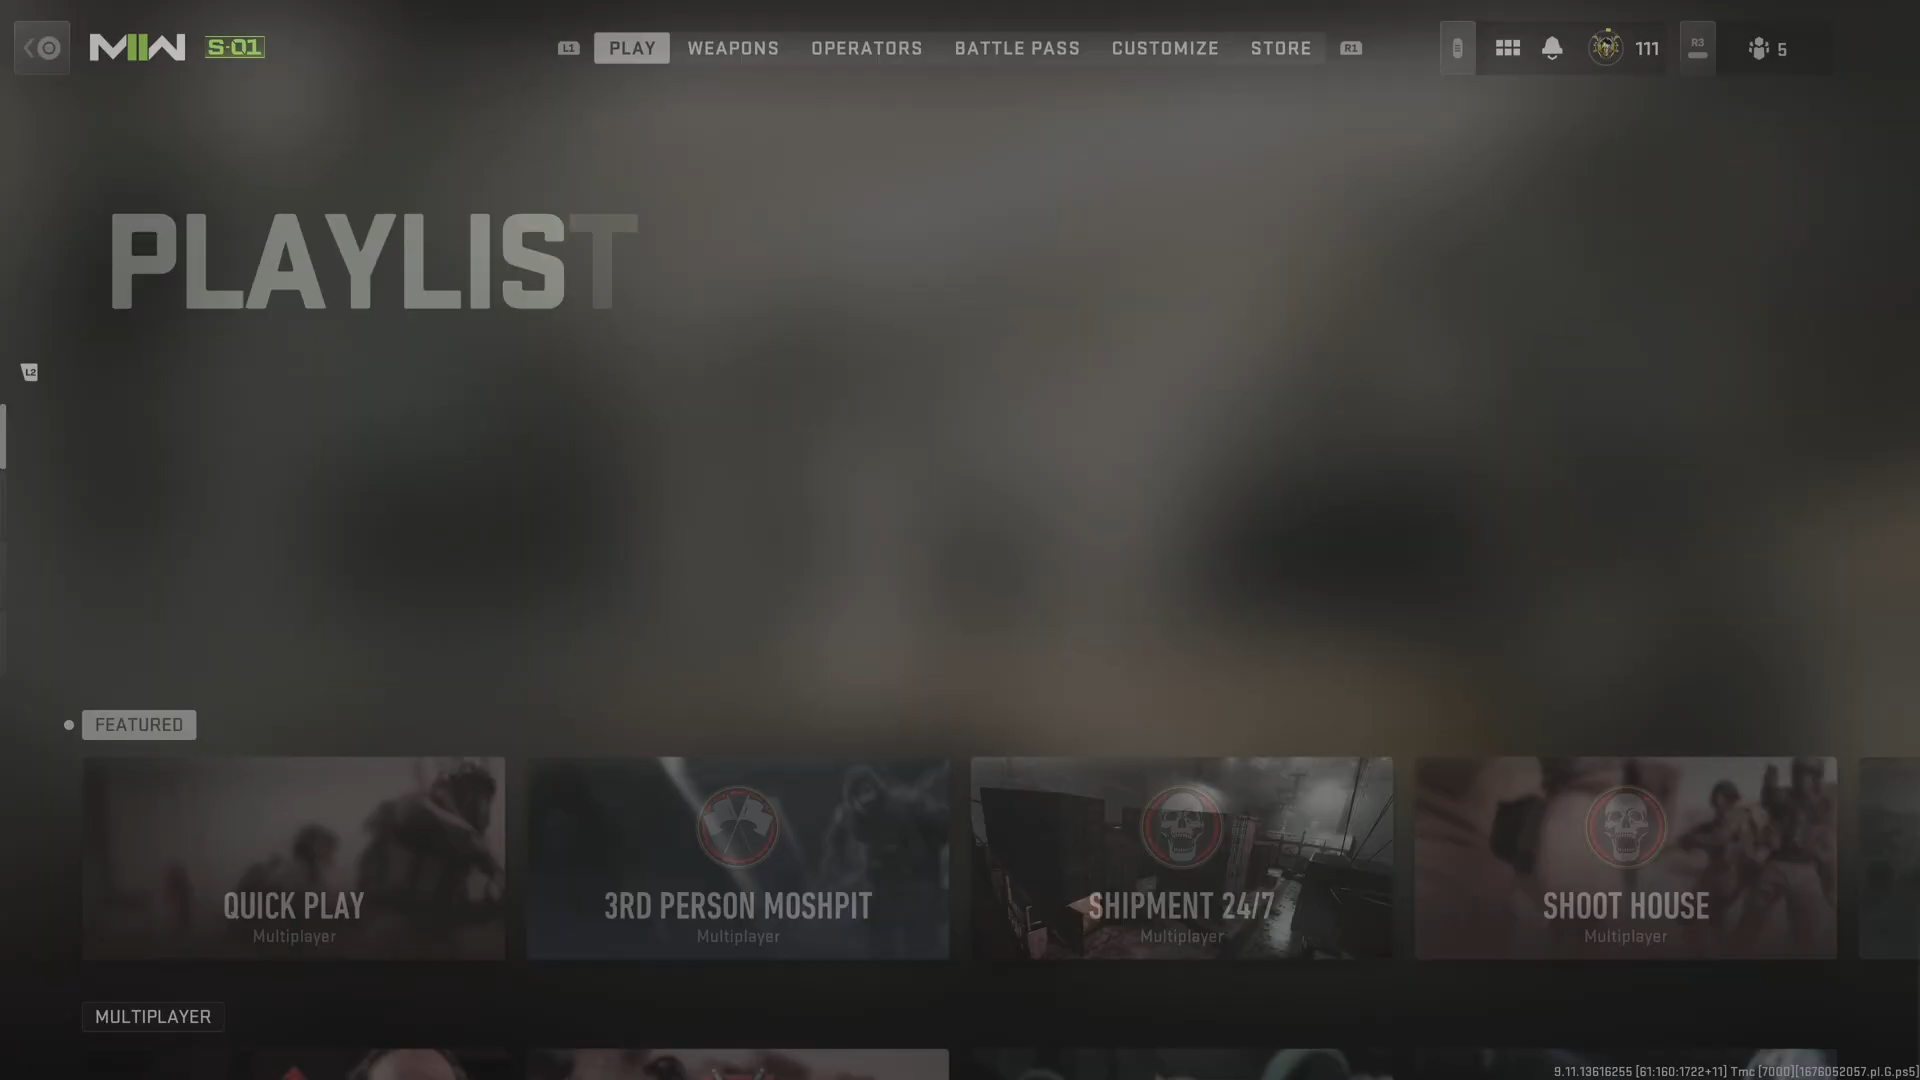 MWII S-01
L1 PLAY WEAPONS OPERATORS BATTLE PASS CUSTOMIZE STORE R1
111 R3 5
PLAYLIST
L2
FEATURED
QUICK PLAY
Multiplayer
3RD PERSON MOSHPIT
Multiplayer
SHIPMENT 24/7
Multiplayer
SHOOT HOUSE
Multiplayer
MULTIPLAYER
9.11.13616255 [61:160:1722+11] Tmc [7000][1676052057.pl.G.ps5]